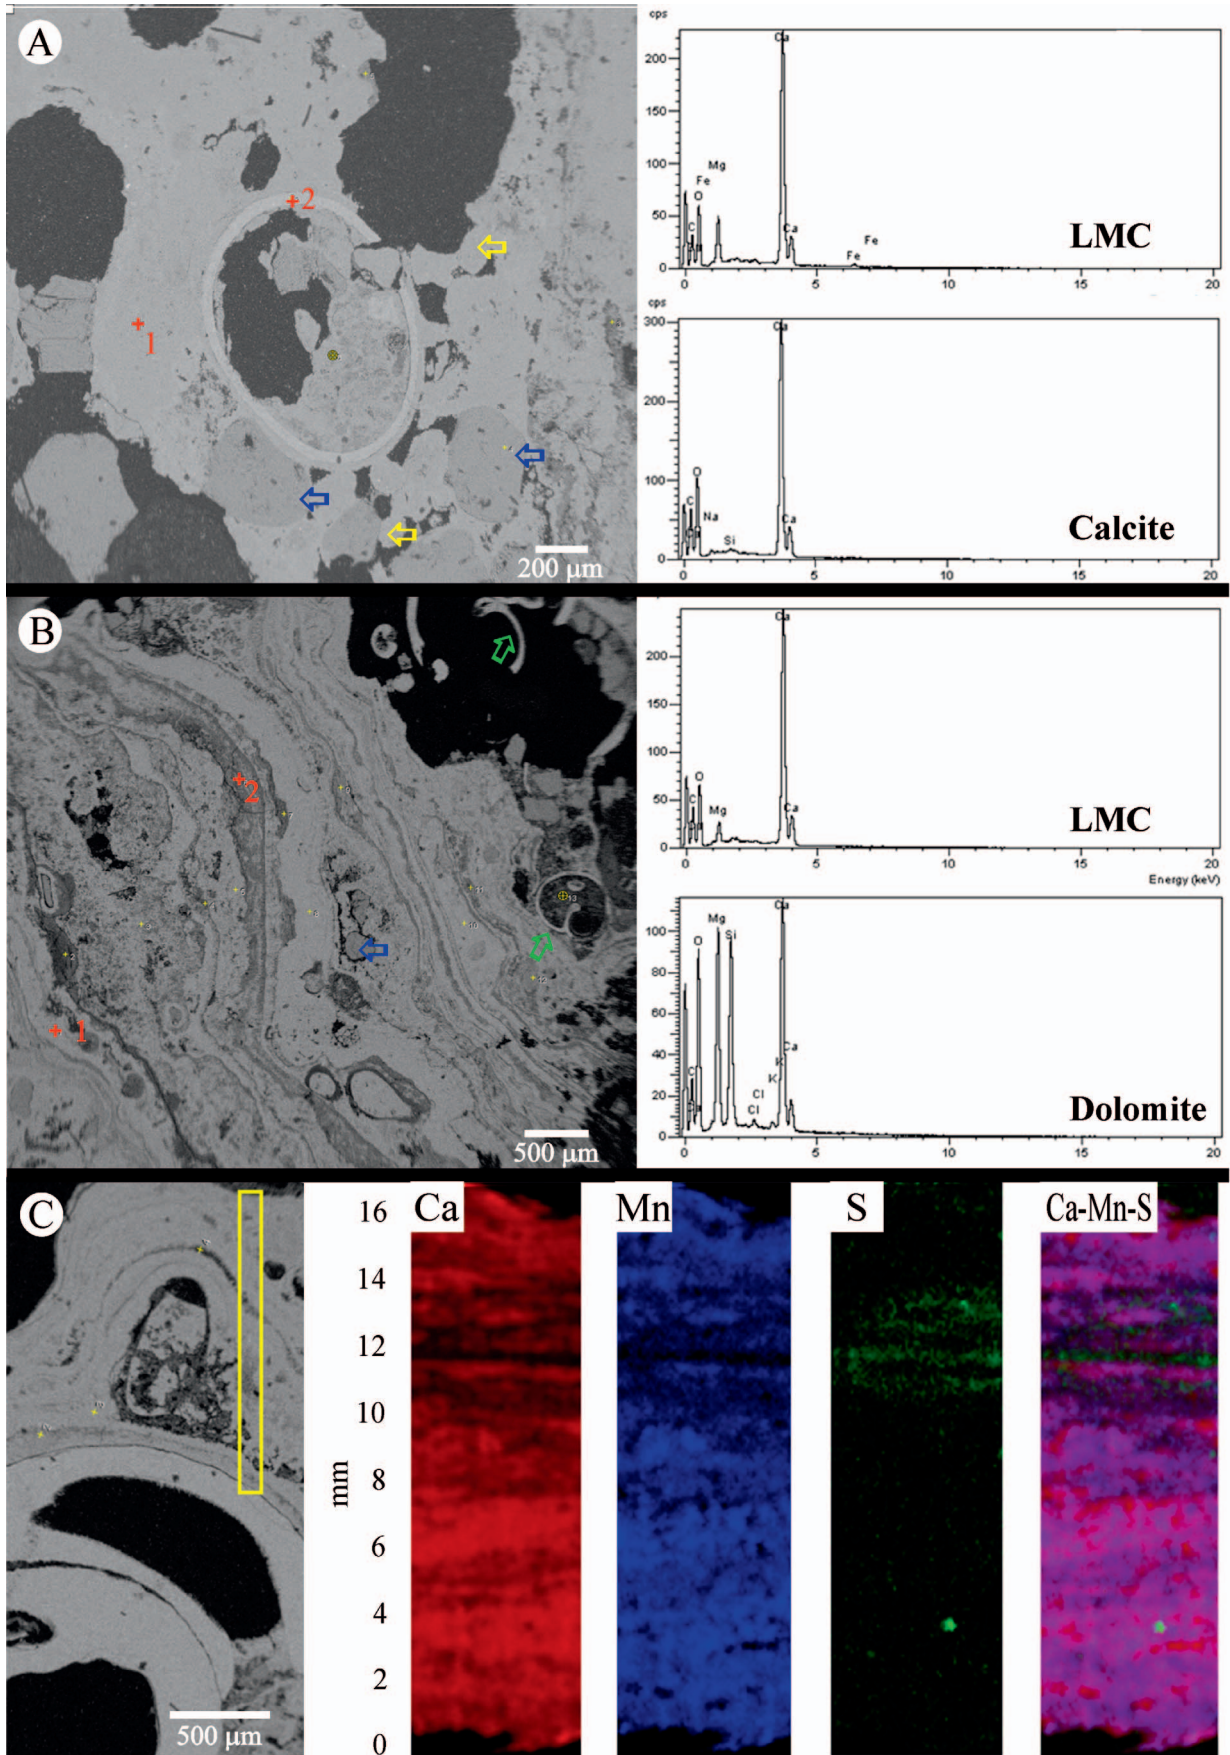 A
1
2
200 µm
cps
200
150
100
50
0
Ca
Mg
Fe
O
C
Ca
Fe
Fe
LMC
0 5 10 15 20
cps
300
200
100
0
Ca
O
C
Na
Si
Ca
Calcite
0 5 10 15 20
B
1
2
500 µm
200
150
100
50
0
Ca
O
C
Mg
Ca
LMC
0 5 10 15 20
Energy (keV)
100
80
60
40
20
0
Ca
Mg
Si
O
C
Ca
K
K
Cl
Cl
Dolomite
0 5 10 15 20
C
500 µm
mm
16
14
12
10
8
6
4
2
0
Ca Mn S Ca-Mn-S